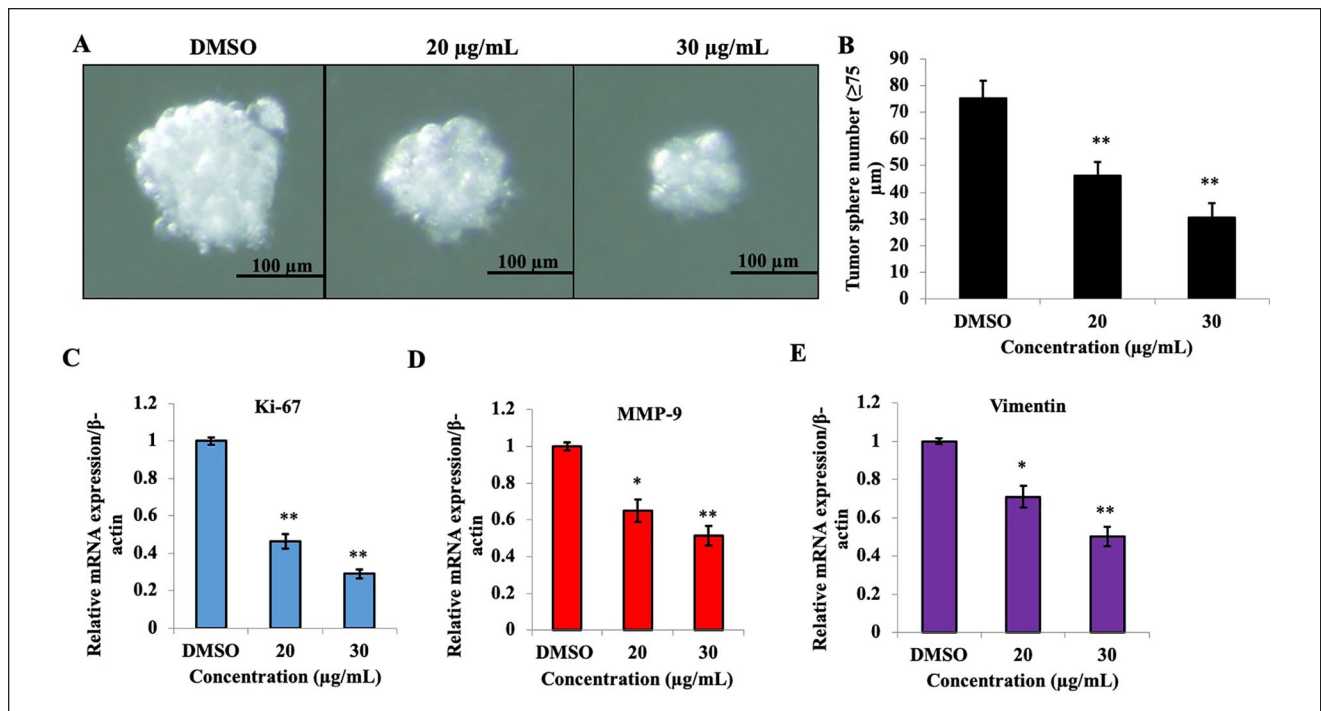 A
DMSO
20 µg/mL
30 µg/mL
100 µm
100 µm
100 µm
B
Tumor sphere number (≥75
µm)
90
80
70
60
50
40
30
20
10
0
**
**
DMSO
20
30
Concentration (µg/mL)
C
Ki-67
Relative mRNA expression/β-
actin
1.2
1
0.8
0.6
0.4
0.2
0
**
**
DMSO
20
30
Concentration (µg/mL)
D
MMP-9
Relative mRNA expression/β-
actin
1.2
1
0.8
0.6
0.4
0.2
0
*
**
DMSO
20
30
Concentration (µg/mL)
E
Vimentin
Relative mRNA expression/β-
actin
1.2
1
0.8
0.6
0.4
0.2
0
*
**
DMSO
20
30
Concentration (µg/mL)